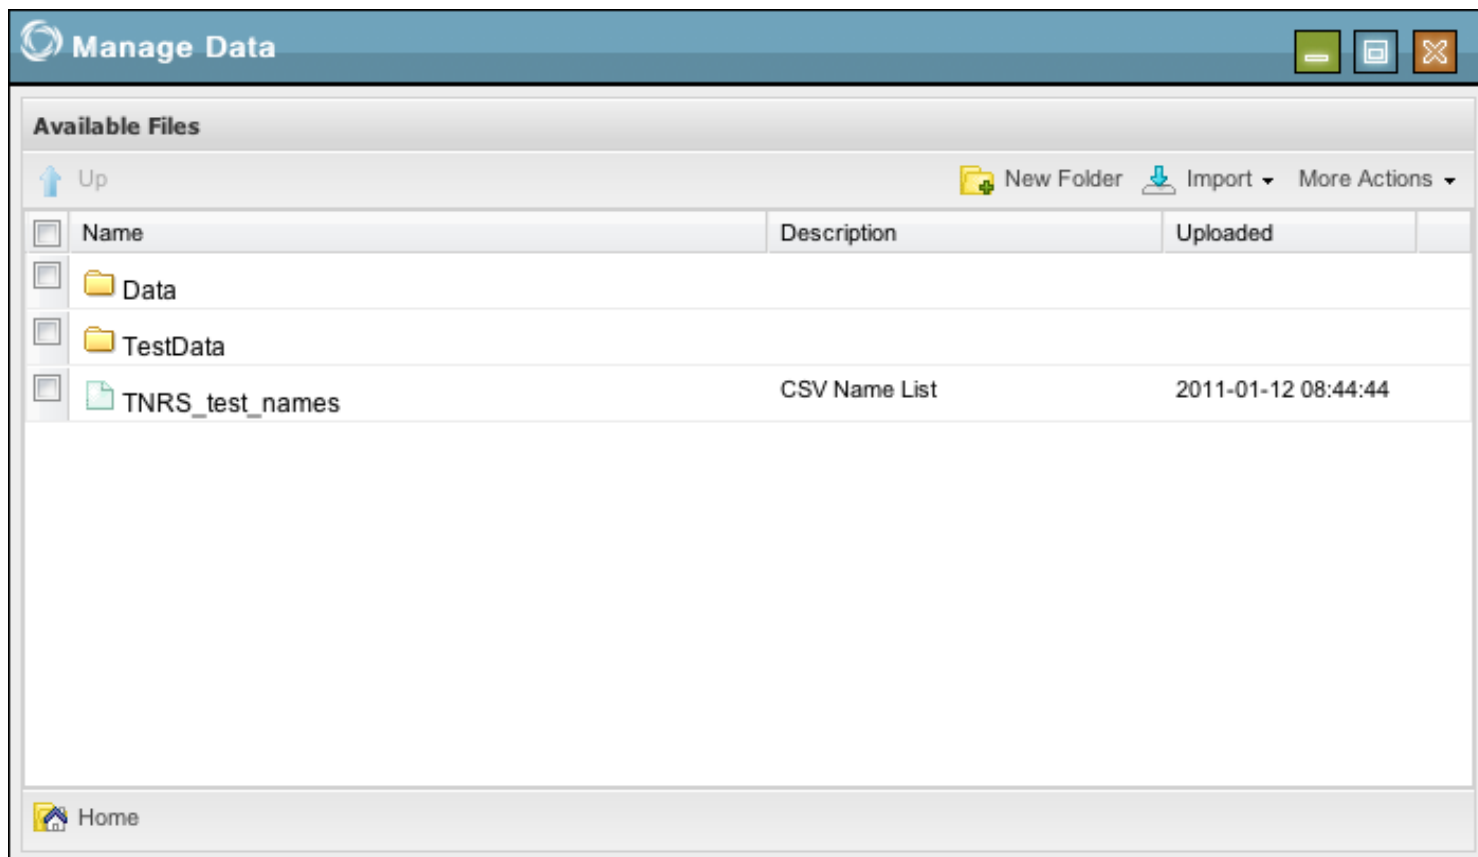 Manage Data
Available Files
Up New Folder Import More Actions
Name Description Uploaded
Data
TestData
TNRS_test_names CSV Name List 2011-01-12 08:44:44
Home